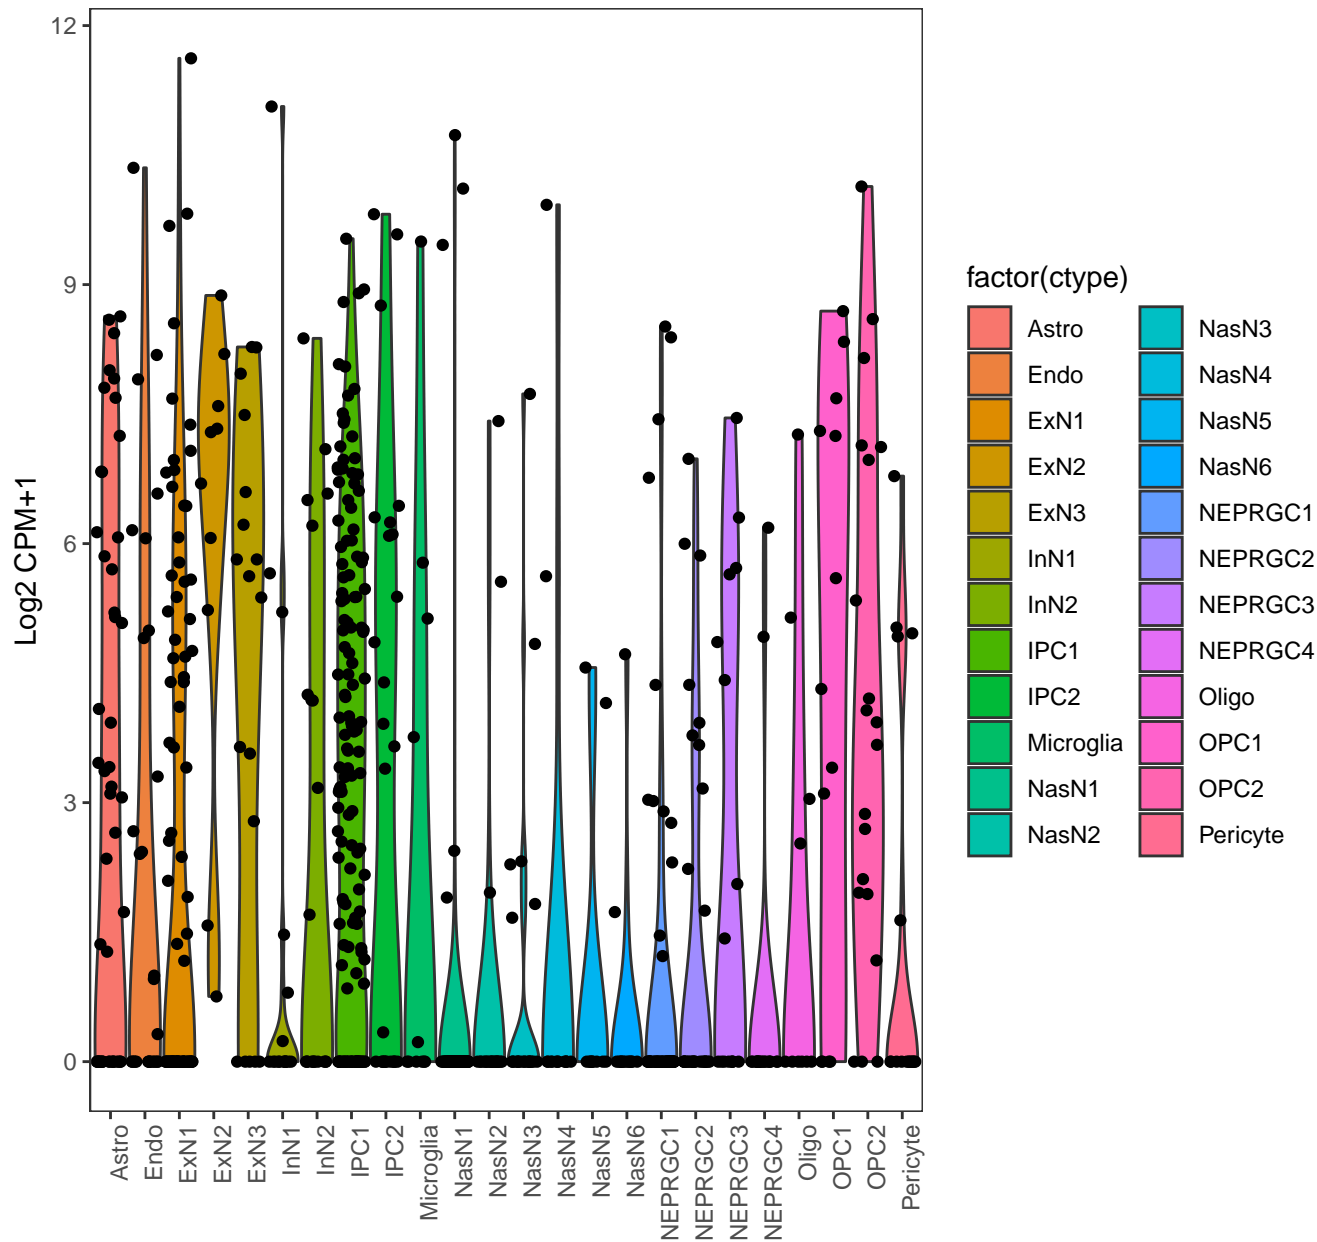 12
9
6
3
0
Log2 CPM+1
Astro
Endo
ExN1
ExN2
ExN3
InN1
InN2
IPC1
IPC2
Microglia
NasN1
NasN2
NasN3
NasN4
NasN5
NasN6
NEPRGC1
NEPRGC2
NEPRGC3
NEPRGC4
Oligo
OPC1
OPC2
Pericyte
factor(ctype)
Astro
Endo
ExN1
ExN2
ExN3
InN1
InN2
IPC1
IPC2
Microglia
NasN1
NasN2
NasN3
NasN4
NasN5
NasN6
NEPRGC1
NEPRGC2
NEPRGC3
NEPRGC4
Oligo
OPC1
OPC2
Pericyte